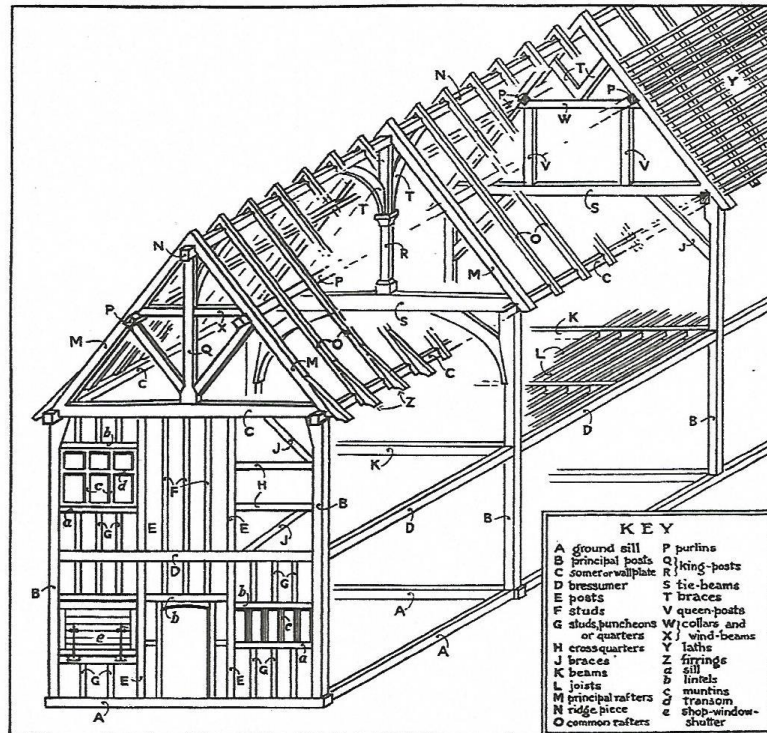 N
T
P
P
Y
W
N
V
V
T
T
S
J
R
O
M
C
N
P
S
K
P
X
M
Q
O
M
L
C
C
Z
D
C
J
B
b
K
c
d
F
H
a
E
E
B
D
B
G
J
D
G
B
b
b
c
A
e
a
G
E
E
G
A
A
KEY
A ground sill
B principal posts
C somer or wallplate
D bressumer
E posts
F studs
G studs, puncheons
or quarters
H cross quarters
J braces
K beams
L joists
M principal rafters
N ridge piece
O common rafters
P purlins
Q } king-posts
R }
S tie-beams
T braces
V queen-posts
W } collars and
X } wind-beams
Y laths
Z firrings
a sill
b lintels
c muntins
d transom
e shop-window-
shutter